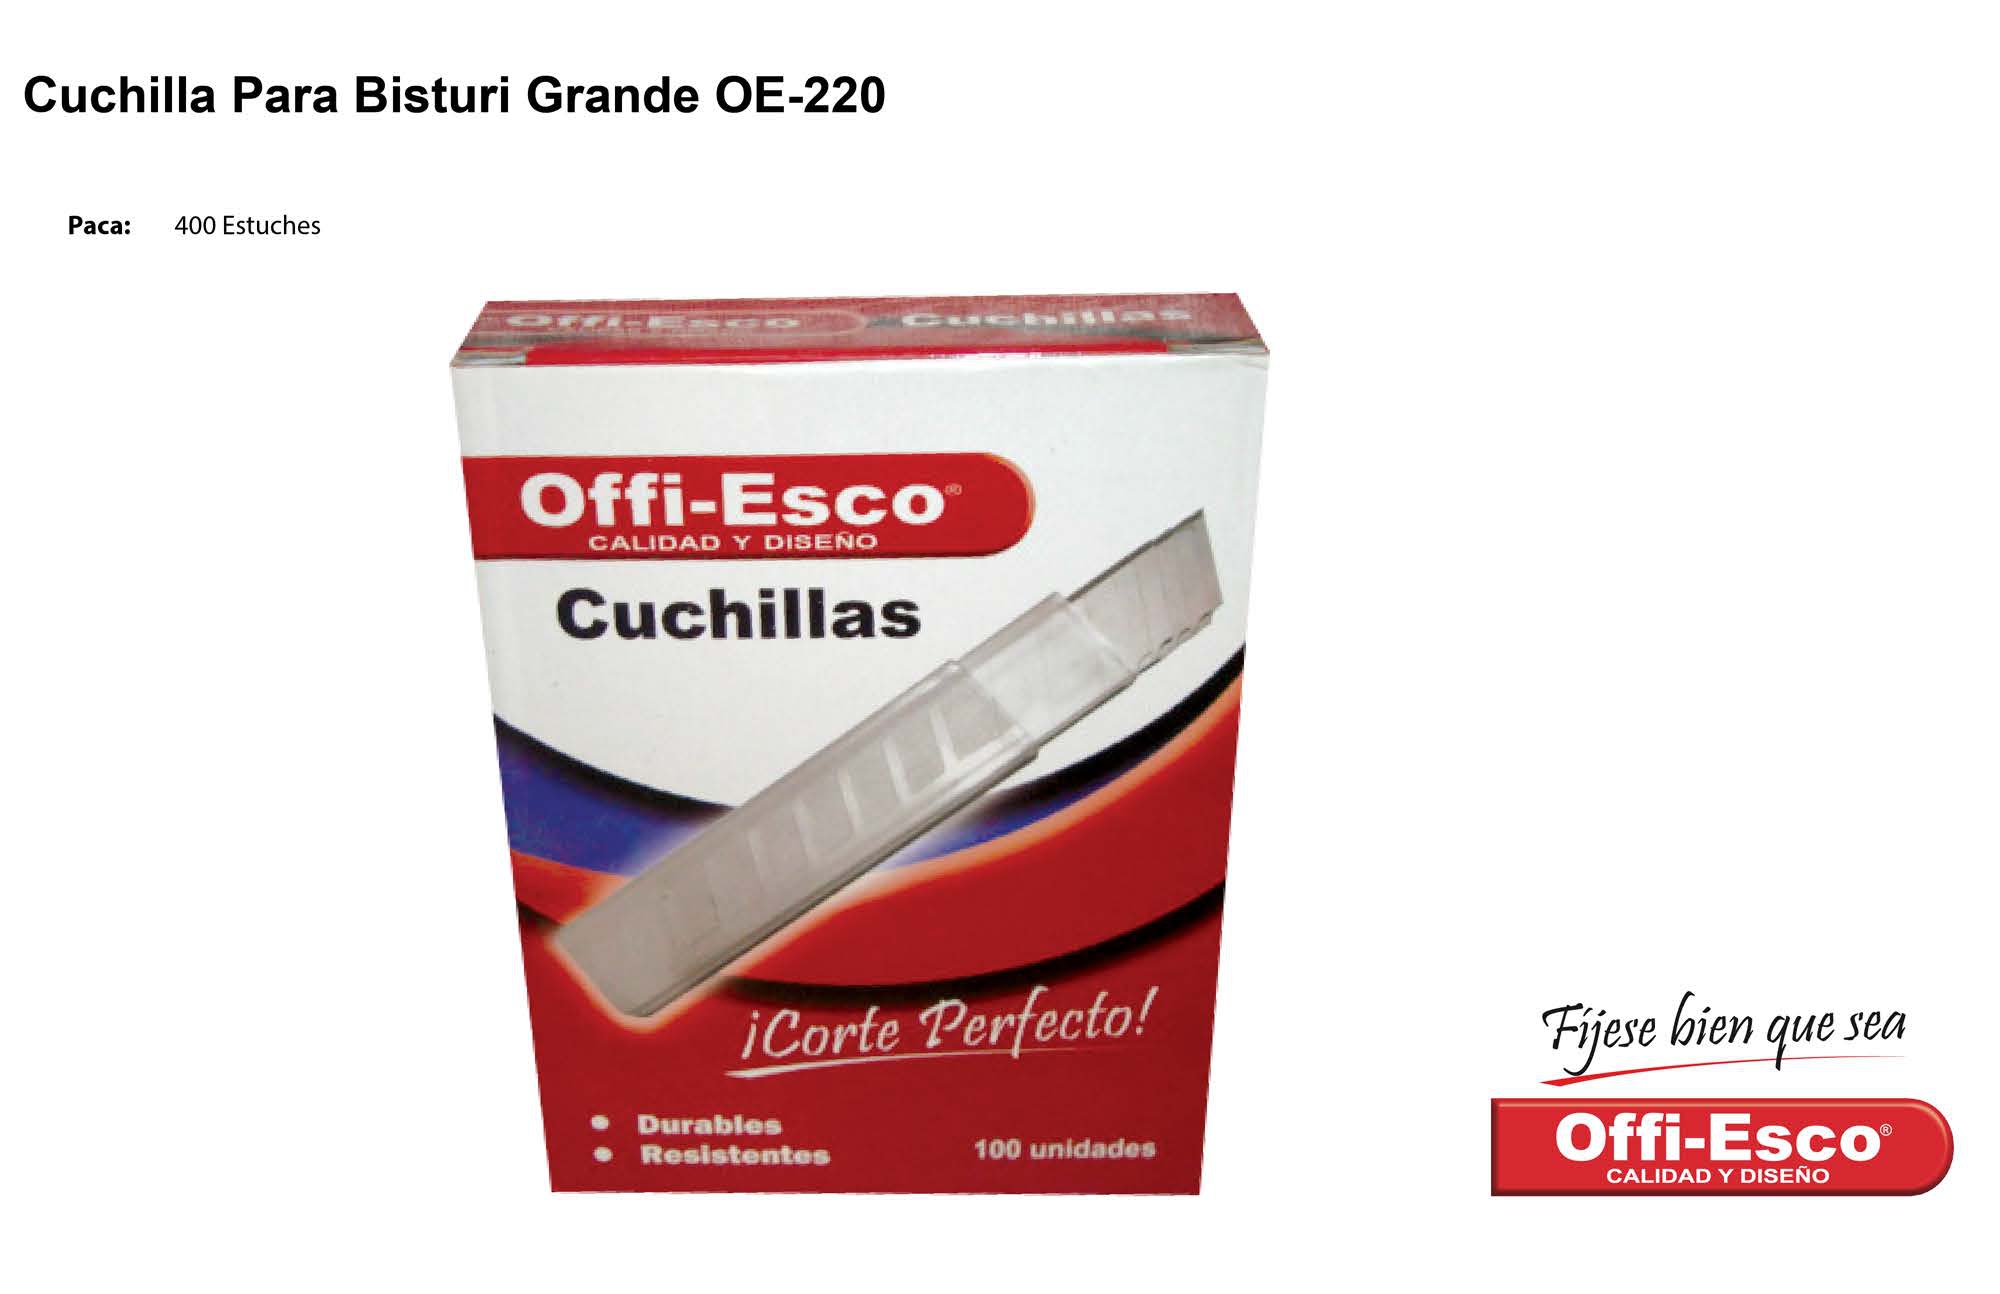 Cuchilla Para Bisturi Grande OE-220
Paca: 400 Estuches
Offi-Esco Cuchillas
Offi-Esco®
CALIDAD Y DISEÑO
Cuchillas
¡Corte Perfecto!
• Durables
• Resistentes
100 unidades
Fíjese bien que sea
Offi-Esco®
CALIDAD Y DISEÑO